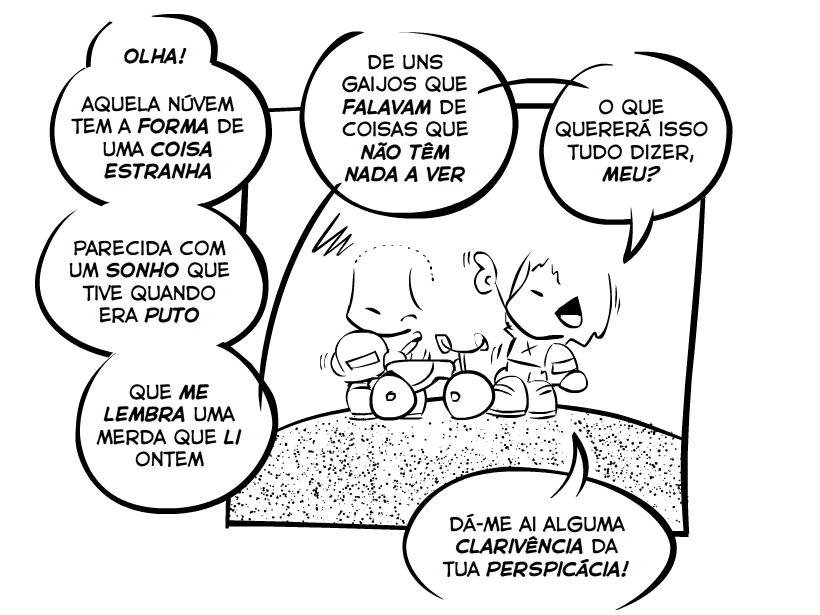 OLHA!
AQUELA NÚVEM
TEM A FORMA DE
UMA COISA
ESTRANHA
PARECIDA COM
UM SONHO QUE
TIVE QUANDO
ERA PUTO
QUE ME
LEMBRA UMA
MERDA QUE LI
ONTEM
DE UNS
GAIJOS QUE
FALAVAM DE
COISAS QUE
NÃO TÊM
NADA A VER
O QUE
QUERERÁ ISSO
TUDO DIZER,
MEU?
DÁ-ME AI ALGUMA
CLARIVÊNCIA DA
TUA PERSPICÁCIA!